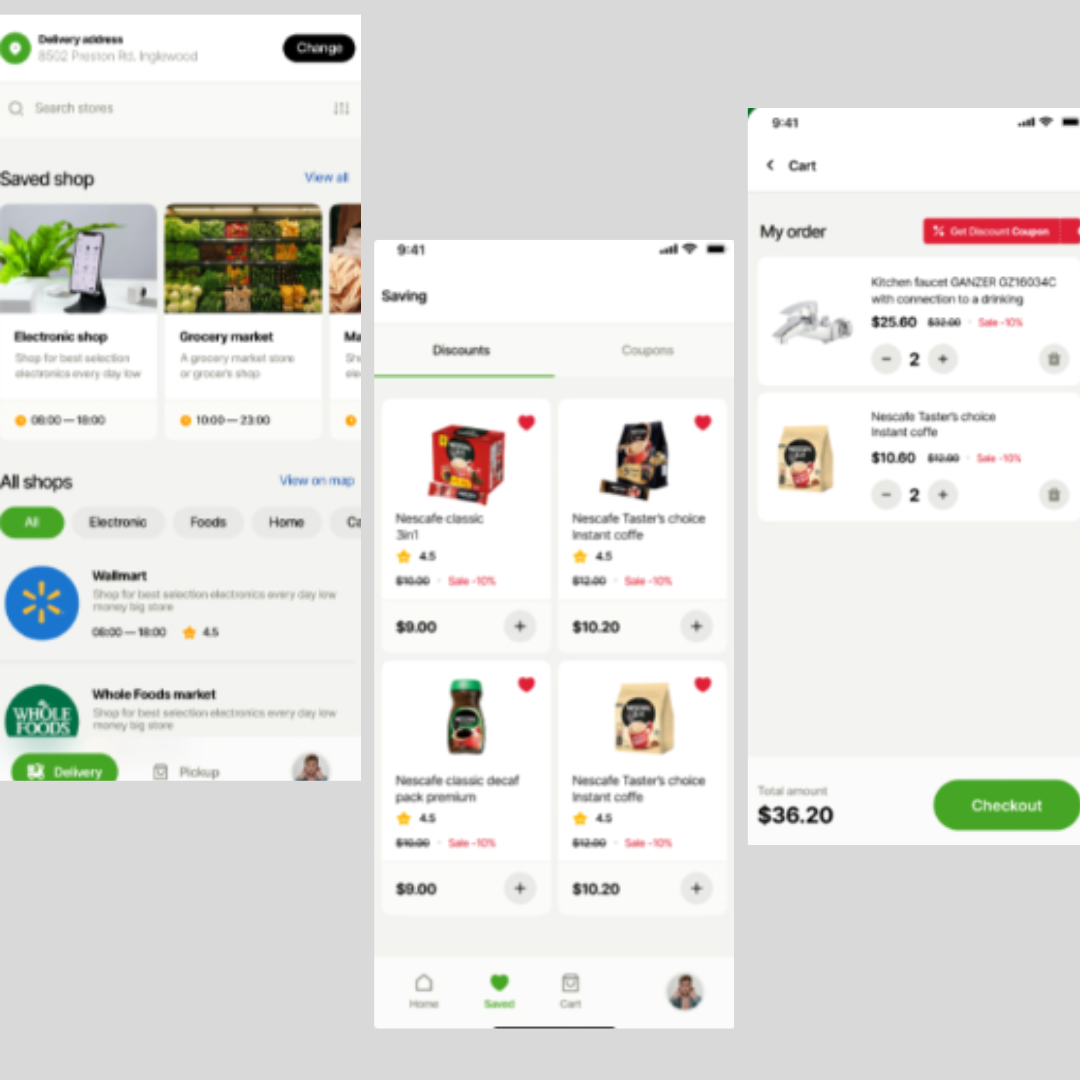 Delivery address
8502 Preston Rd. Inglewood
Change
Search stores
Saved shop
View all
Electronic shop
Shop for best selection
electronics every day low
08:00 — 18:00
Grocery market
A grocery market store
or grocer's shop
10:00 — 23:00
Ma
She
ele
All shops
View on map
All
Electronic
Foods
Home
Ca
Wallmart
Shop for best selection electronics every day low
money big store
08:00 — 18:00
4.5
WHOLE
FOODS
Whole Foods market
Shop for best selection electronics every day low
money big store
Delivery
Pickup
9:41
Saving
Discounts
Coupons
Nescafe classic
3in1
4.5
$10.00 · Sale -10%
$9.00
Nescafe Taster's choice
Instant coffe
4.5
$12.00 · Sale -10%
$10.20
Nescafe classic decaf
pack premium
4.5
$10.00 · Sale -10%
$9.00
Nescafe Taster's choice
Instant coffe
4.5
$12.00 · Sale -10%
$10.20
Home
Saved
Cart
9:41
Cart
My order
Get Discount Coupon
Kitchen faucet GANZER GZ16034C
with connection to a drinking
$25.60 $32.00 · Sale -10%
2
Nescafe Taster's choice
Instant coffe
$10.60 $12.00 · Sale -10%
2
Total amount
$36.20
Checkout